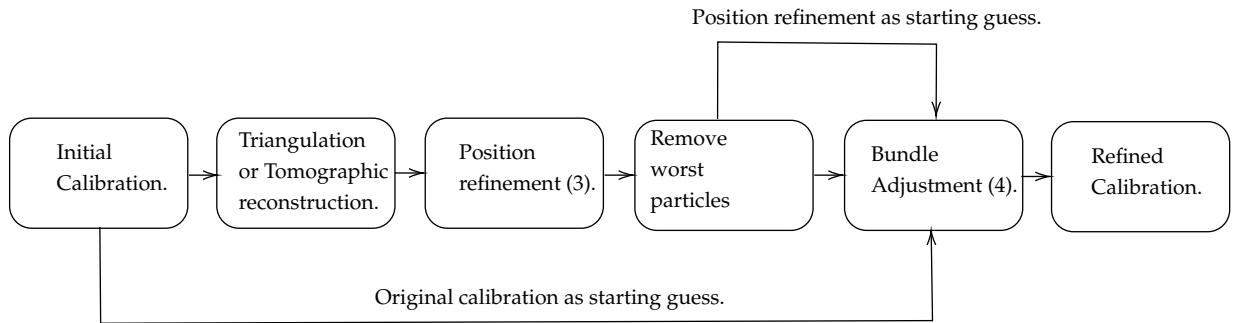 Position refinement as starting guess.
Initial
Calibration.
Triangulation
or Tomographic
reconstruction.
Position
refinement (3).
Remove
worst
particles
Bundle
Adjustment (4).
Refined
Calibration.
Original calibration as starting guess.